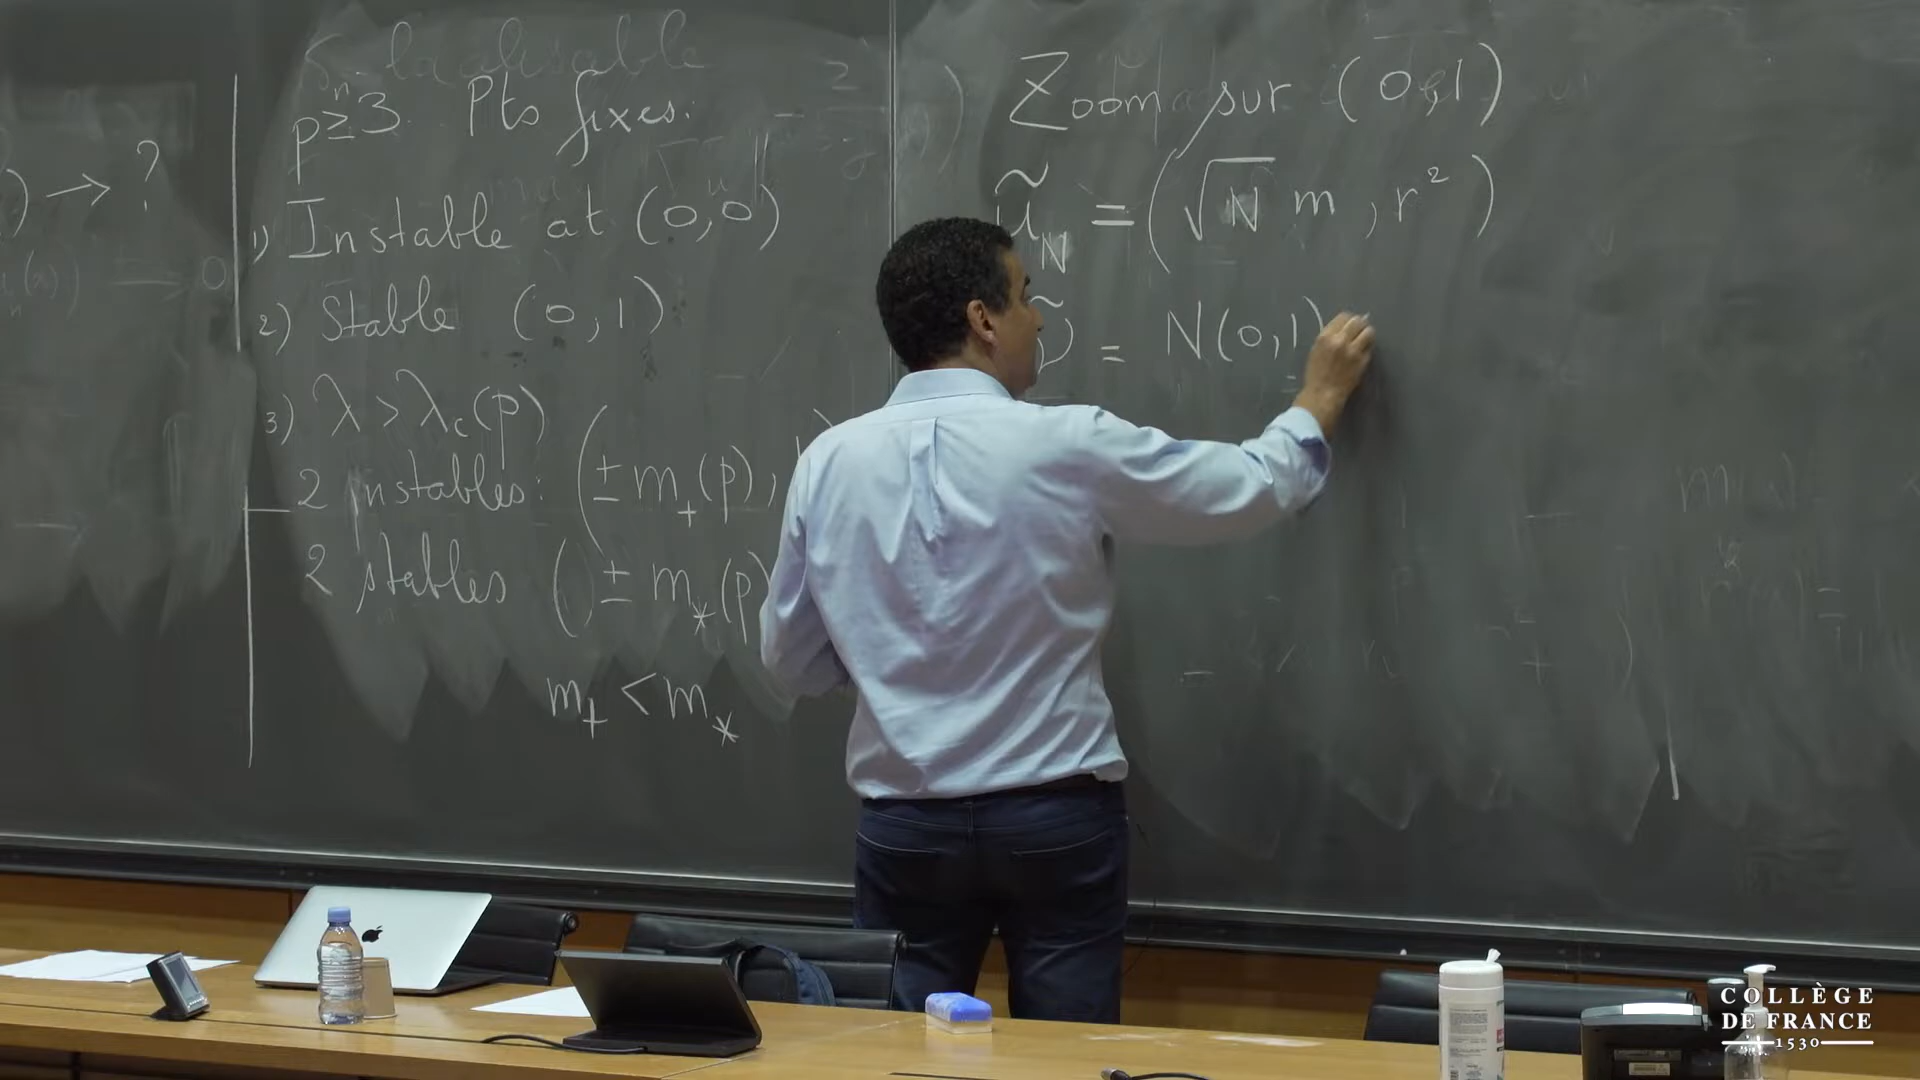 ) → ?
p≥3 Pts fixes:
1) Instable at (0,0)
2) Stable (0,1)
3) λ > λc(p)
2 instables: (± m₊(p),
2 stables (± m*(p)
m₊ < m*
Zoom sur (0,1)
ũ_N = (√N m, r²)
ν̃ = N(0,1)
COLLÈGE
DE FRANCE
1530